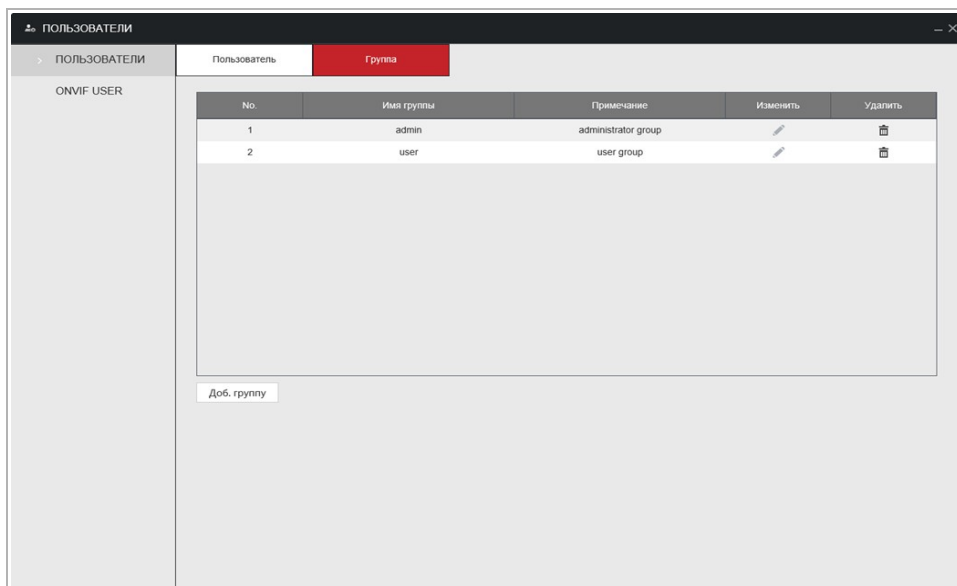 ПОЛЬЗОВАТЕЛИ
ПОЛЬЗОВАТЕЛИ
ONVIF USER
Пользователь Группа
No. Имя группы Примечание Изменить Удалить
1 admin administrator group
2 user user group
Доб. группу